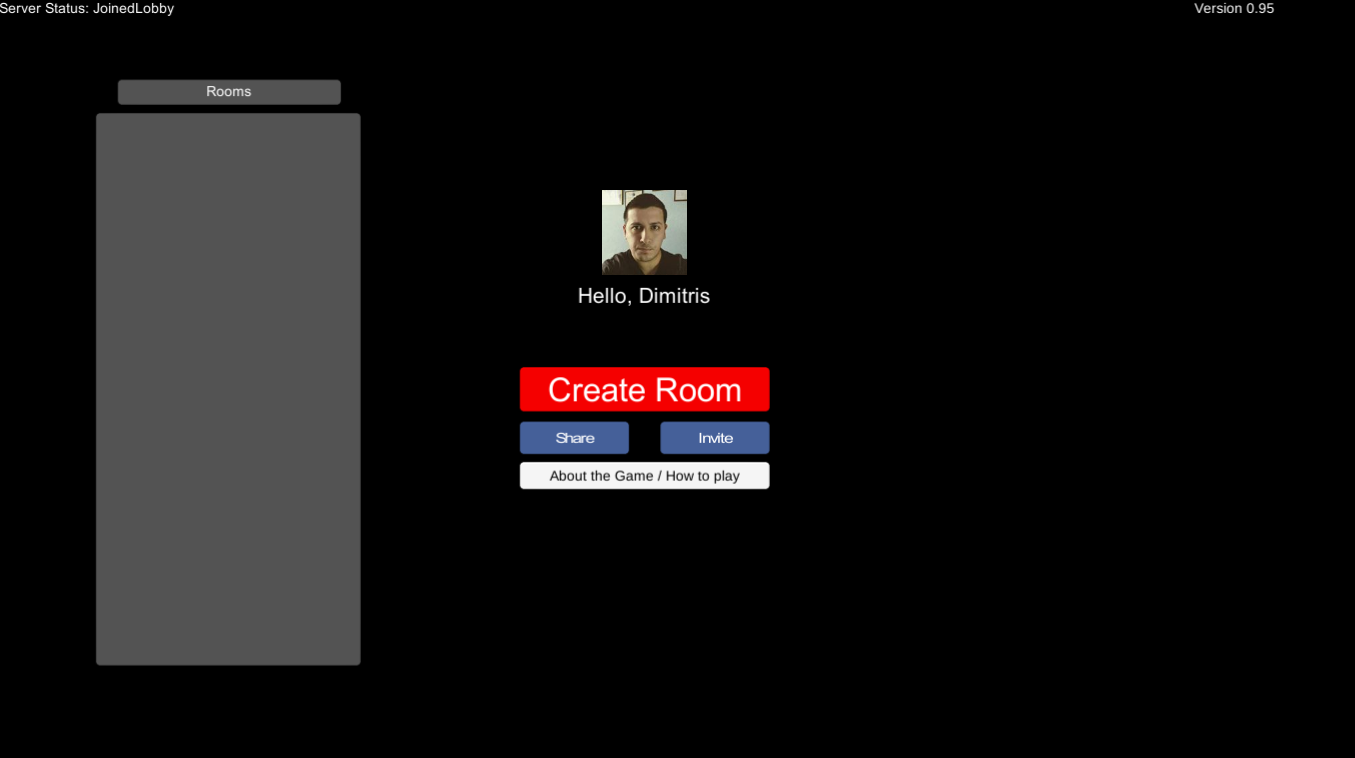 Server Status: JoinedLobby
Version 0.95
Rooms
Hello, Dimitris
Create Room
Share
Invite
About the Game / How to play